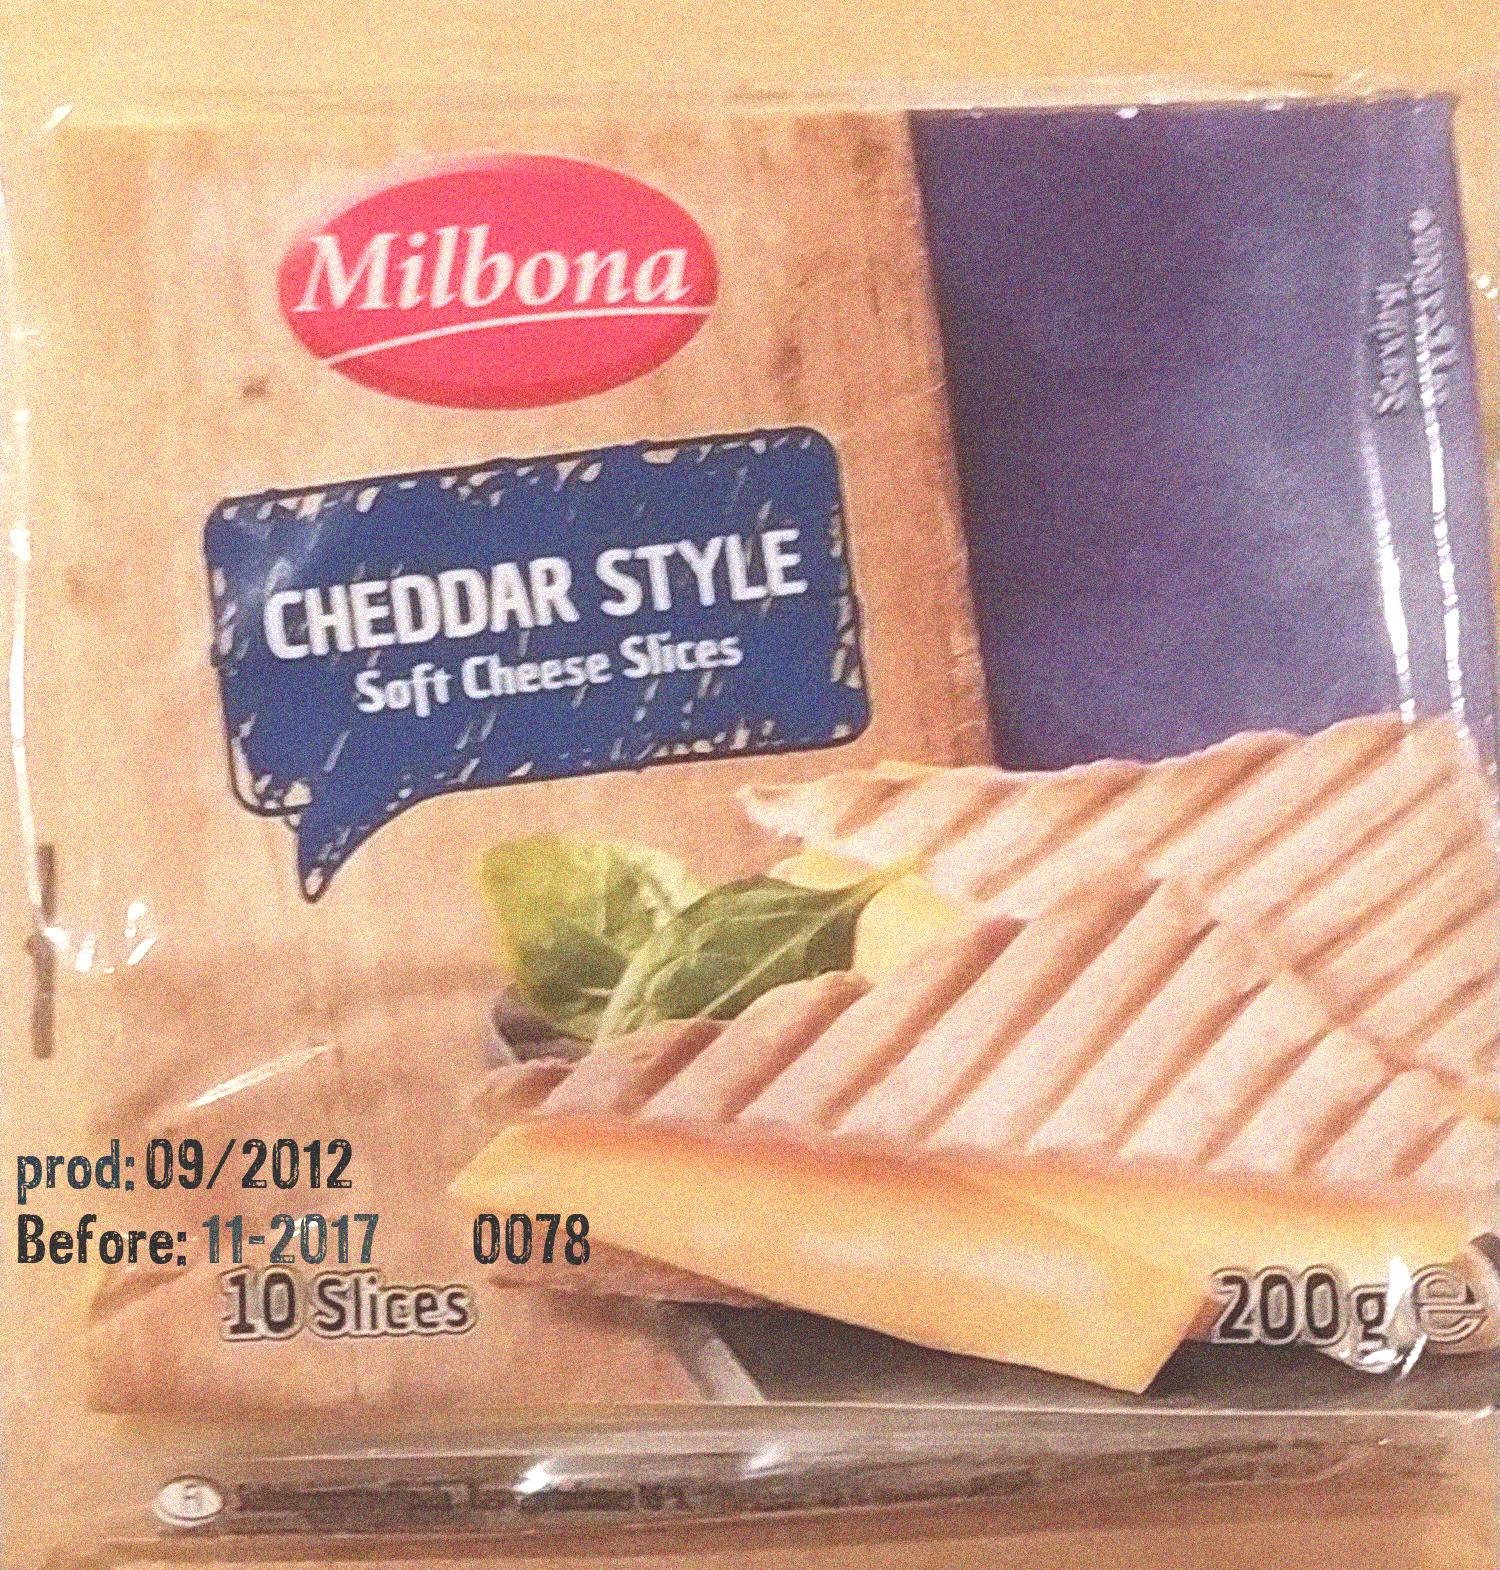 Milbona
CHEDDAR STYLE
Soft Cheese Slices
prod: 09/2012
Before: 11-2017 0078
10 Slices
200g e